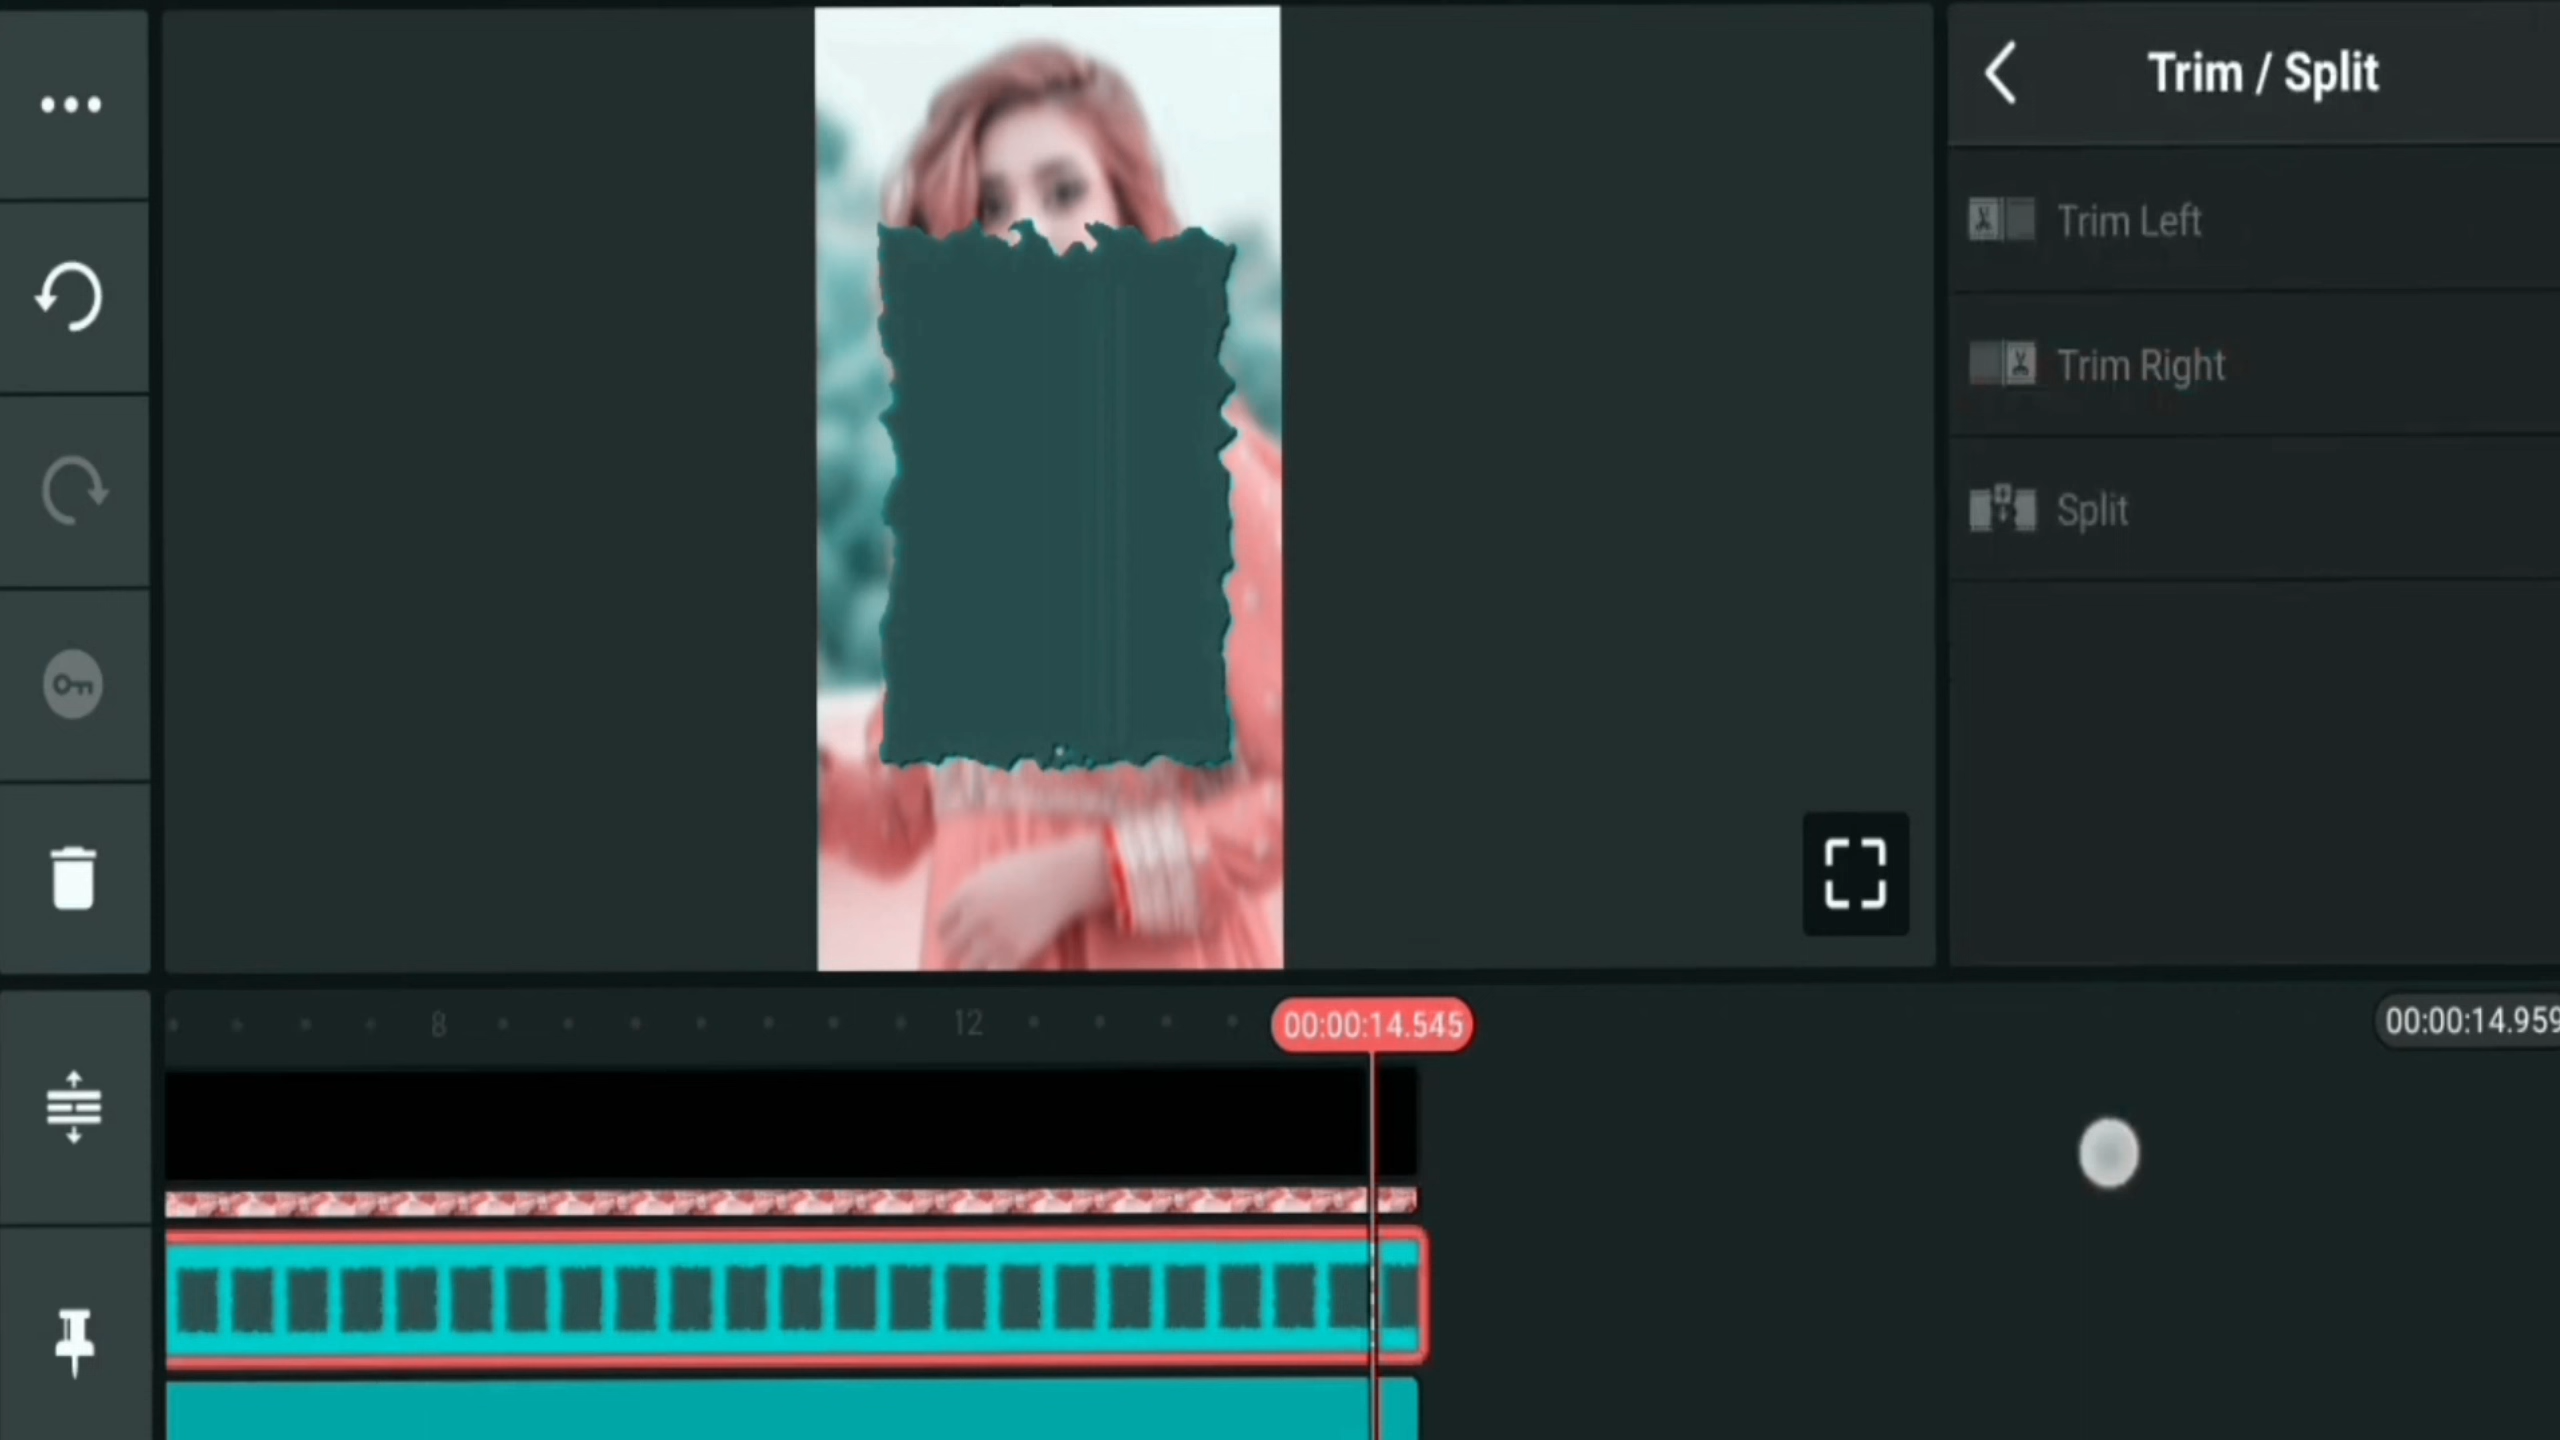 Trim / Split
Trim Left
Trim Right
Split
8
12
00:00:14.545
00:00:14.959